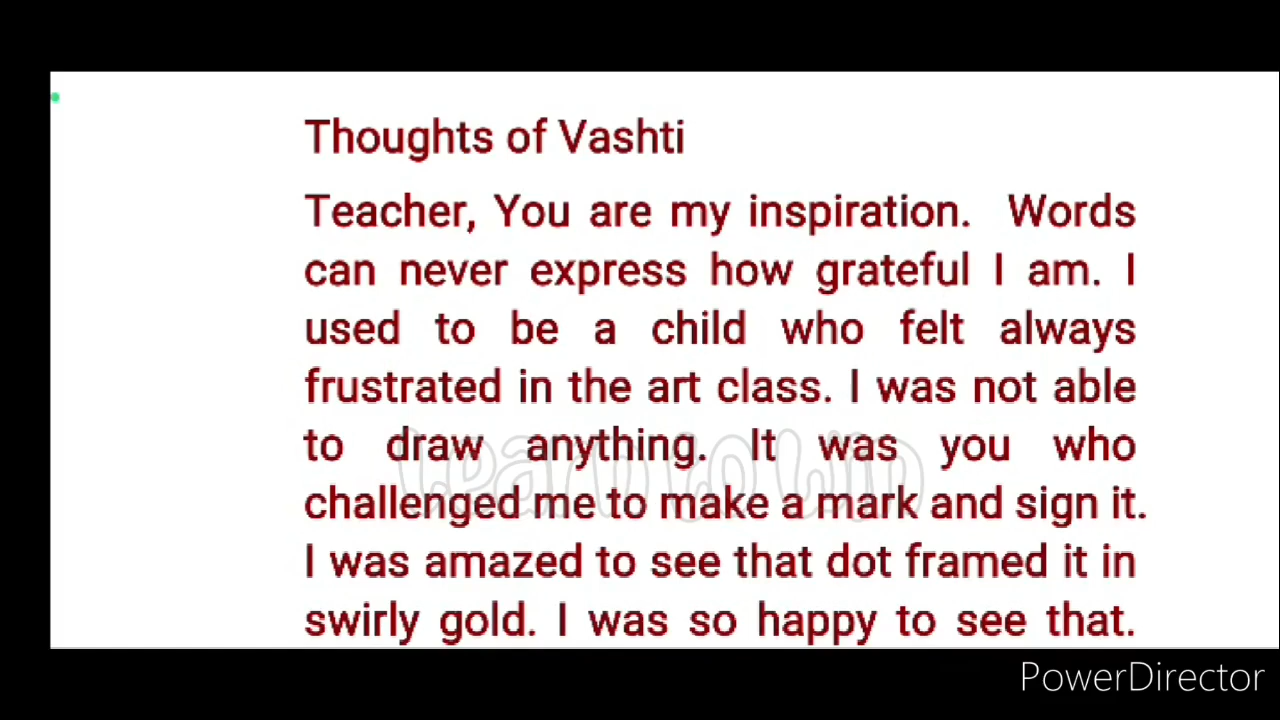 Thoughts of Vashti
Teacher, You are my inspiration. Words
can never express how grateful I am. I
used to be a child who felt always
frustrated in the art class. I was not able
to draw anything. It was you who
challenged me to make a mark and sign it.
I was amazed to see that dot framed it in
swirly gold. I was so happy to see that.
Learn to Win
PowerDirector